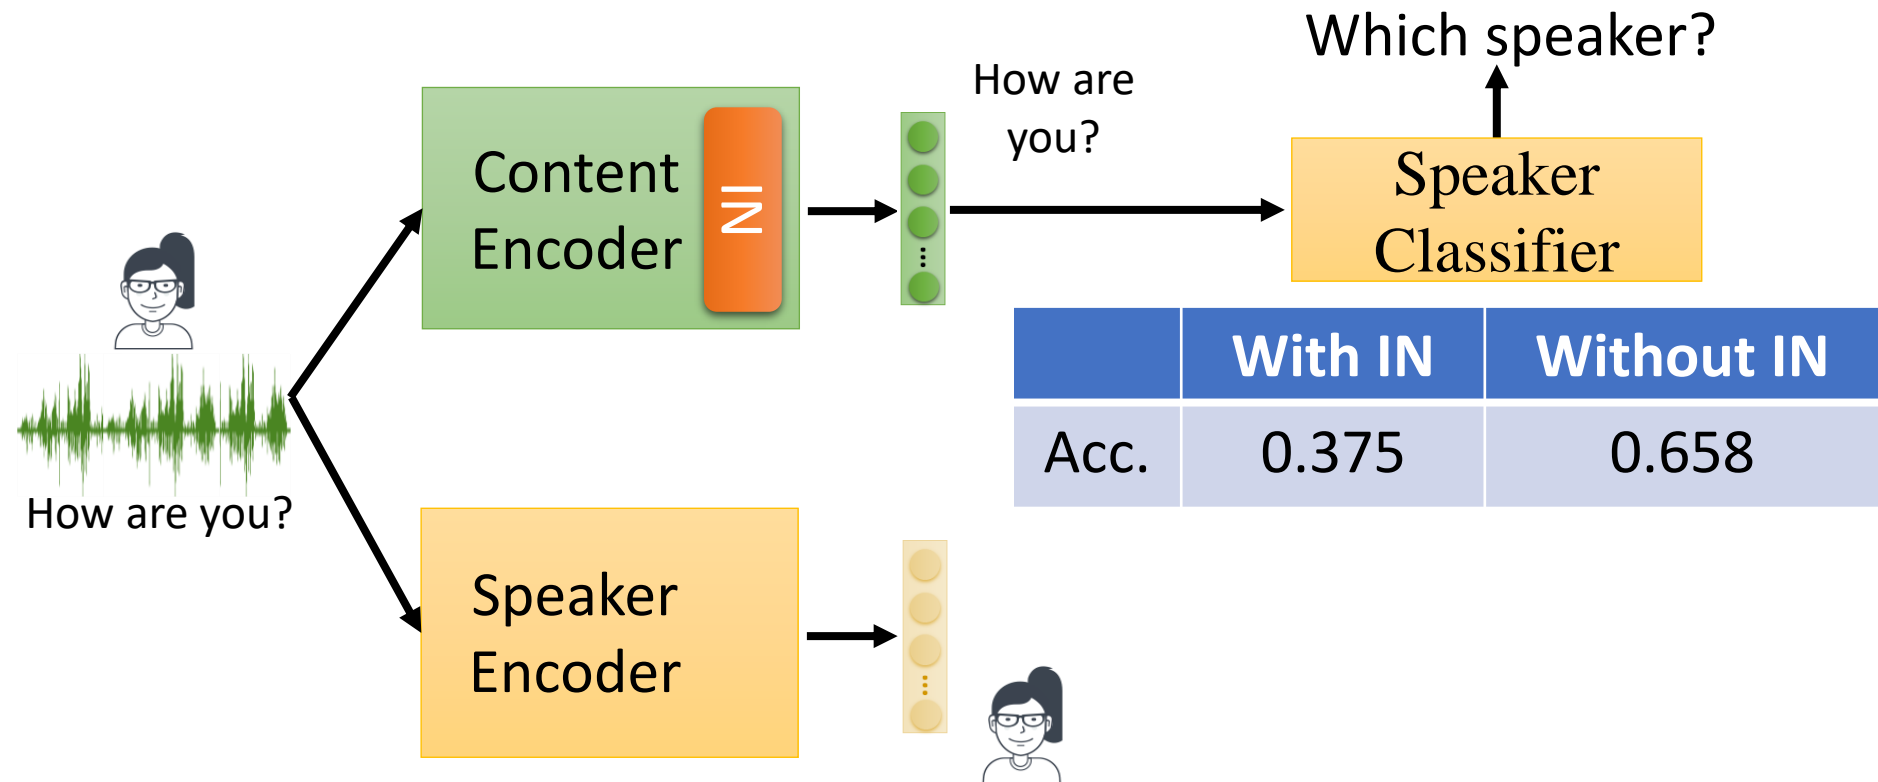 Which speaker?
How are
you?
Content
Encoder
IN
Speaker
Classifier
With IN Without IN
Acc. 0.375 0.658
How are you?
Speaker
Encoder